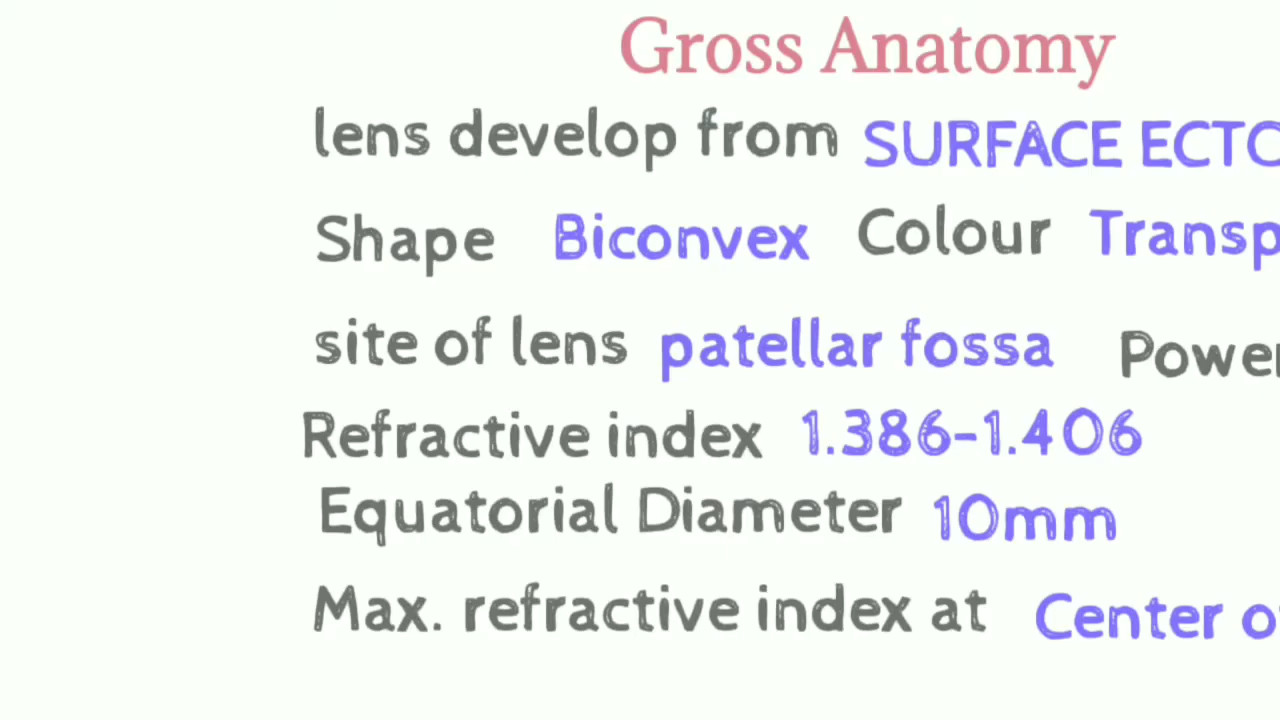 Gross Anatomy
lens develop from SURFACE ECTO
Shape Biconvex Colour Transp
site of lens patellar fossa Power
Refractive index 1.386-1.406
Equatorial Diameter 10mm
Max. refractive index at Center of